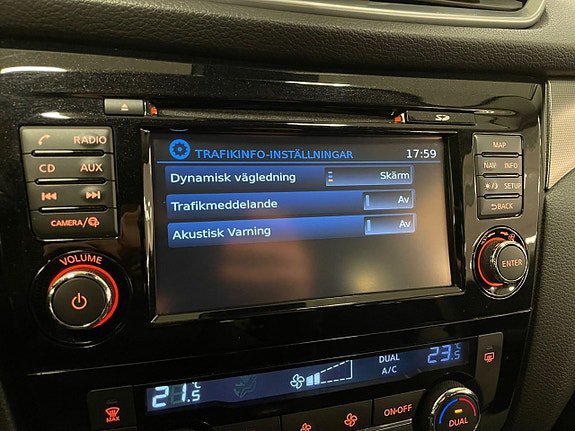 SD
RADIO
CD AUX
CAMERA/
VOLUME
TRAFIKINFO-INSTÄLLNINGAR 17:59
Dynamisk vägledning Skärm
Trafikmeddelande Av
Akustisk Varning Av
MAP
NAV INFO
SETUP
BACK
ENTER
21.5 °C
DUAL
A/C
23.5 °C
MAX
ON-OFF
DUAL